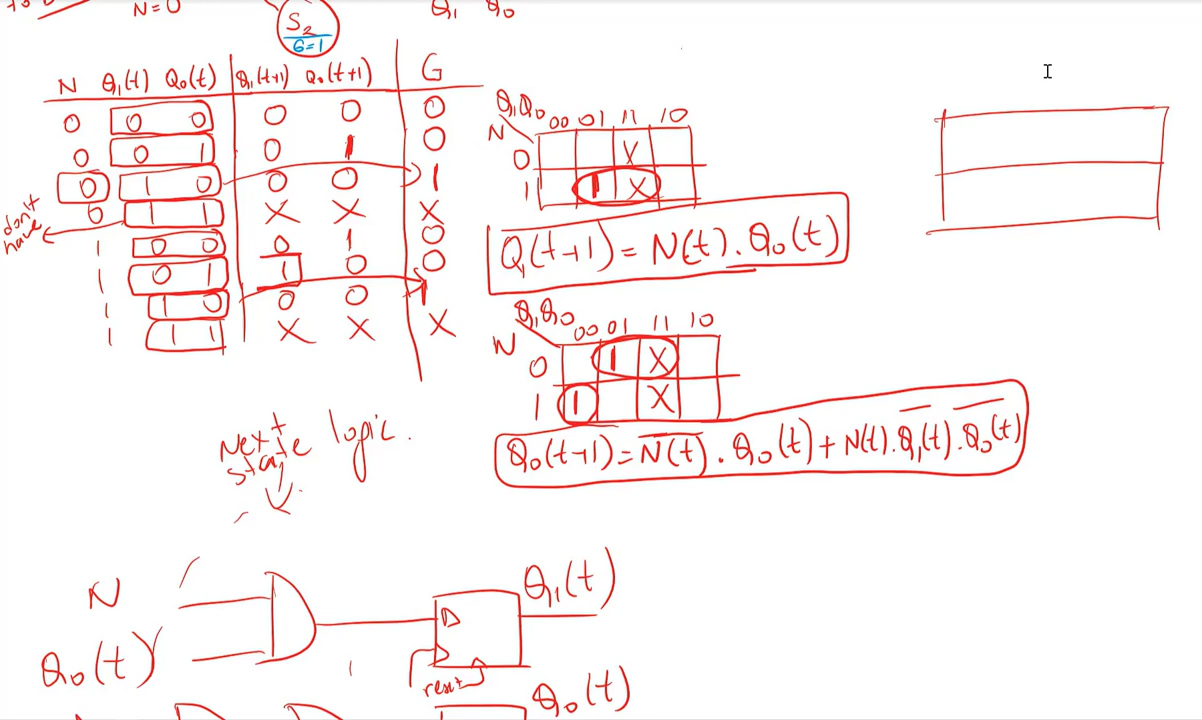 N=0
Q₁ Q₀
S₂
G=1
N Q₁(t) Q₀(t) Q₁(t+1) Q₀(t+1) G
0 0 0 0 0 0
0 0 1 0 1 0
0 1 0 0 0 1
0 1 1 X X X
1 0 0 0 1 0
1 0 1 1 0 0
1 1 0 0 0 1
1 1 1 X X X
don't
have
Q₁Q₀ 00 01 11 10
N
0 X
1 1 X
Q₁(t+1) = N(t) . Q₀(t)
Q₁Q₀ 00 01 11 10
N
0 1 X
1 1 X
Q₀(t+1) = N̅(̅t̅)̅ . Q₀(t) + N(t) . Q̅₁̅(t) . Q̅₀̅(t)
Next
state logic.
N
Q₀(t)
D
reset
Q₁(t)
Q₀(t)